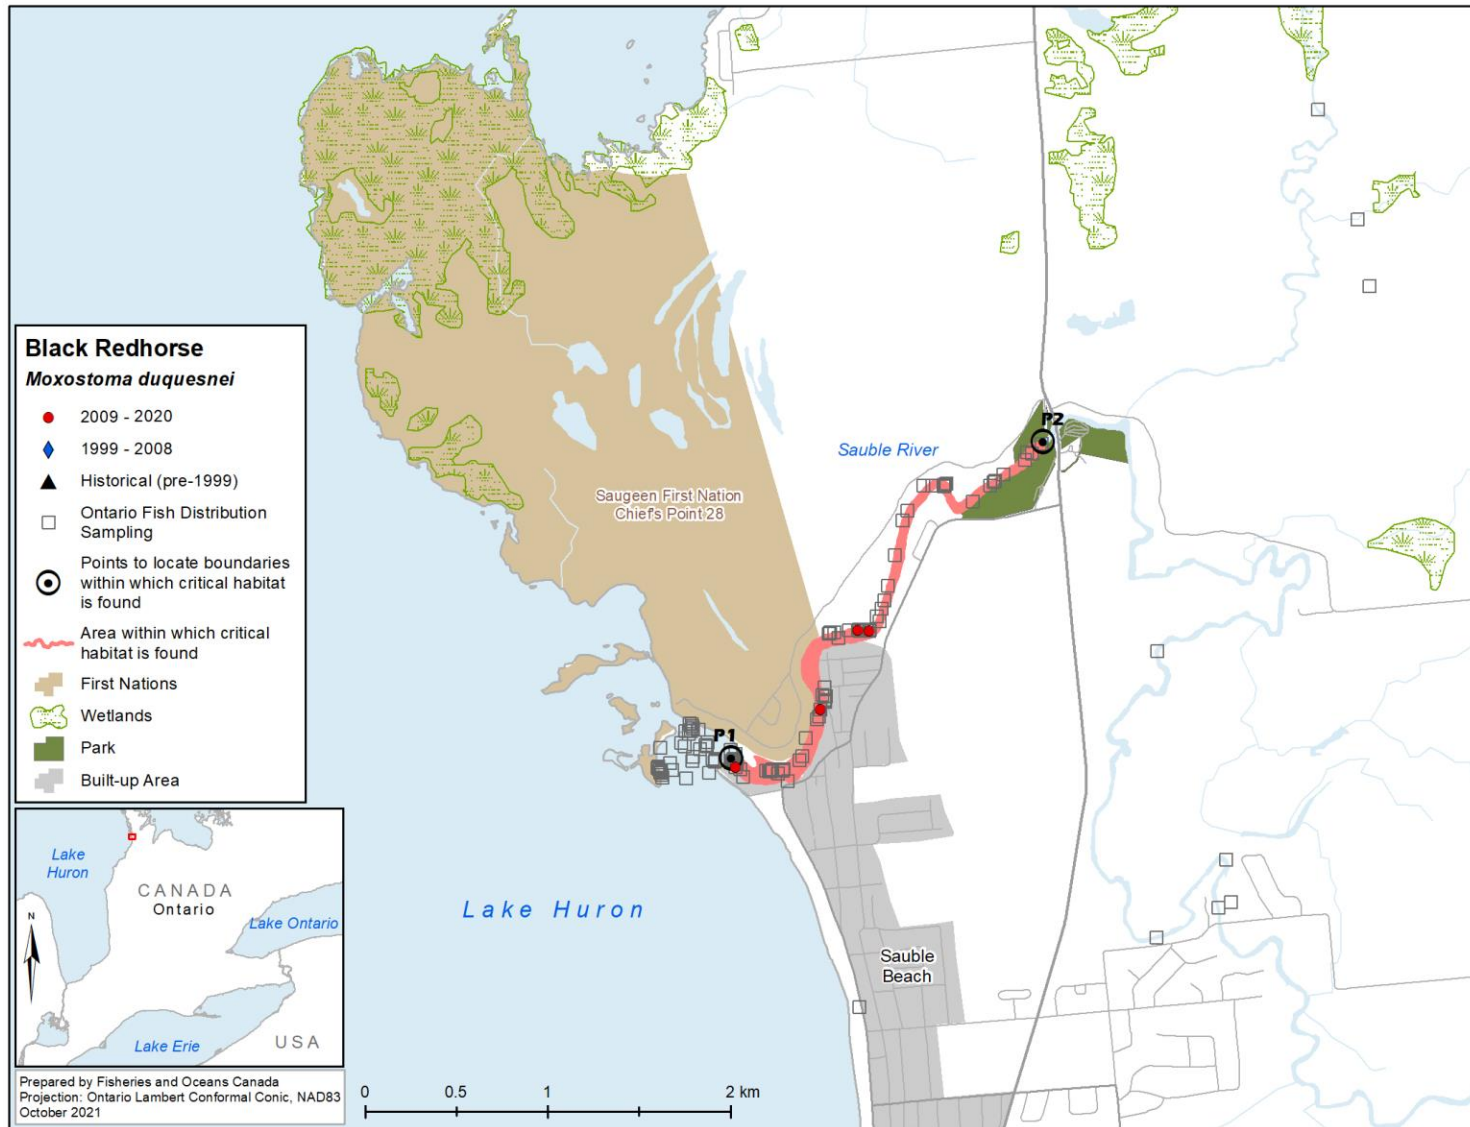 P2
Sauble River
Saugeen First Nation
Chief's Point 28
P1
Lake Huron
Sauble
Beach
Black Redhorse
Moxostoma duquesnei
2009 - 2020
1999 - 2008
Historical (pre-1999)
Ontario Fish Distribution
Sampling
Points to locate boundaries
within which critical habitat
is found
Area within which critical
habitat is found
First Nations
Wetlands
Park
Built-up Area
Lake
Huron
CANADA
Ontario
Lake Ontario
N
USA
Lake Erie
Prepared by Fisheries and Oceans Canada
Projection: Ontario Lambert Conformal Conic, NAD83
October 2021
0 0.5 1 2 km